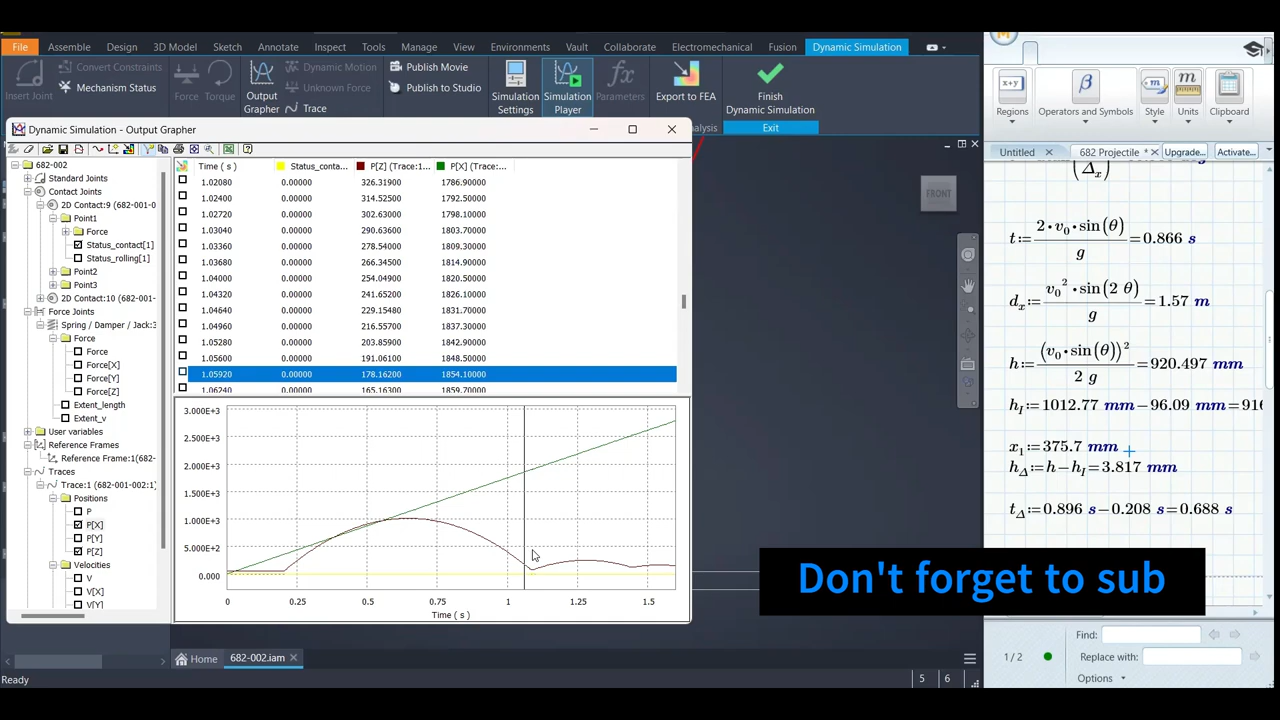 File Assemble Design 3D Model Sketch Annotate Inspect Tools Manage View Environments Vault Collaborate Electromechanical Fusion Dynamic Simulation
Insert Joint
Convert Constraints
Mechanism Status
Force
Torque
Output
Grapher
Dynamic Motion
Unknown Force
Trace
Publish Movie
Publish to Studio
Simulation
Settings
Simulation
Player
fx
Parameters
Export to FEA
Finish
Dynamic Simulation
Exit
x+y
Regions
β
Operators and Symbols
Style
m
Units
Clipboard
Dynamic Simulation - Output Grapher
682-002
Standard Joints
Contact Joints
2D Contact:9 (682-001-0
Point1
Force
Status_contact[1]
Status_rolling[1]
Point2
Point3
2D Contact:10 (682-001
Force Joints
Spring / Damper / Jack:3
Force
Force
Force[X]
Force[Y]
Force[Z]
Extent_length
Extent_v
User variables
Reference Frames
Reference Frame:1(682-
Traces
Trace:1 (682-001-002:1)
Positions
P
P[X]
P[Y]
P[Z]
Velocities
V
V[X]
V[Y]
Time ( s ) Status_conta... P[Z] (Trace:1... P[X] (Trace:...
1.02080 0.00000 326.31900 1786.90000
1.02400 0.00000 314.52500 1792.50000
1.02720 0.00000 302.63000 1798.10000
1.03040 0.00000 290.63600 1803.70000
1.03360 0.00000 278.54000 1809.30000
1.03680 0.00000 266.34500 1814.90000
1.04000 0.00000 254.04900 1820.50000
1.04320 0.00000 241.65200 1826.10000
1.04640 0.00000 229.15480 1831.70000
1.04960 0.00000 216.55700 1837.30000
1.05280 0.00000 203.85900 1842.90000
1.05600 0.00000 191.06100 1848.50000
1.05920 0.00000 178.16200 1854.10000
1.06240 0.00000 165.16300 1859.70000
3.000E+3
2.500E+3
2.000E+3
1.500E+3
1.000E+3
5.000E+2
0.000
0 0.25 0.5 0.75 1 1.25 1.5
Time ( s )
FRONT
Untitled 682 Projectile * Upgrade... Activate...
t:=2·v₀·sin(θ)/g=0.866 s
dₓ:=v₀²·sin(2 θ)/g=1.57 m
h:=(v₀·sin(θ))²/2 g=920.497 mm
h_I:=1012.77 mm−96.09 mm=916
x₁:=375.7 mm
h_Δ:=h−h_I=3.817 mm
t_Δ:=0.896 s−0.208 s=0.688 s
Don't forget to sub
Find:
1 / 2
Replace with:
Options
Home 682-002.iam
Ready
5 6